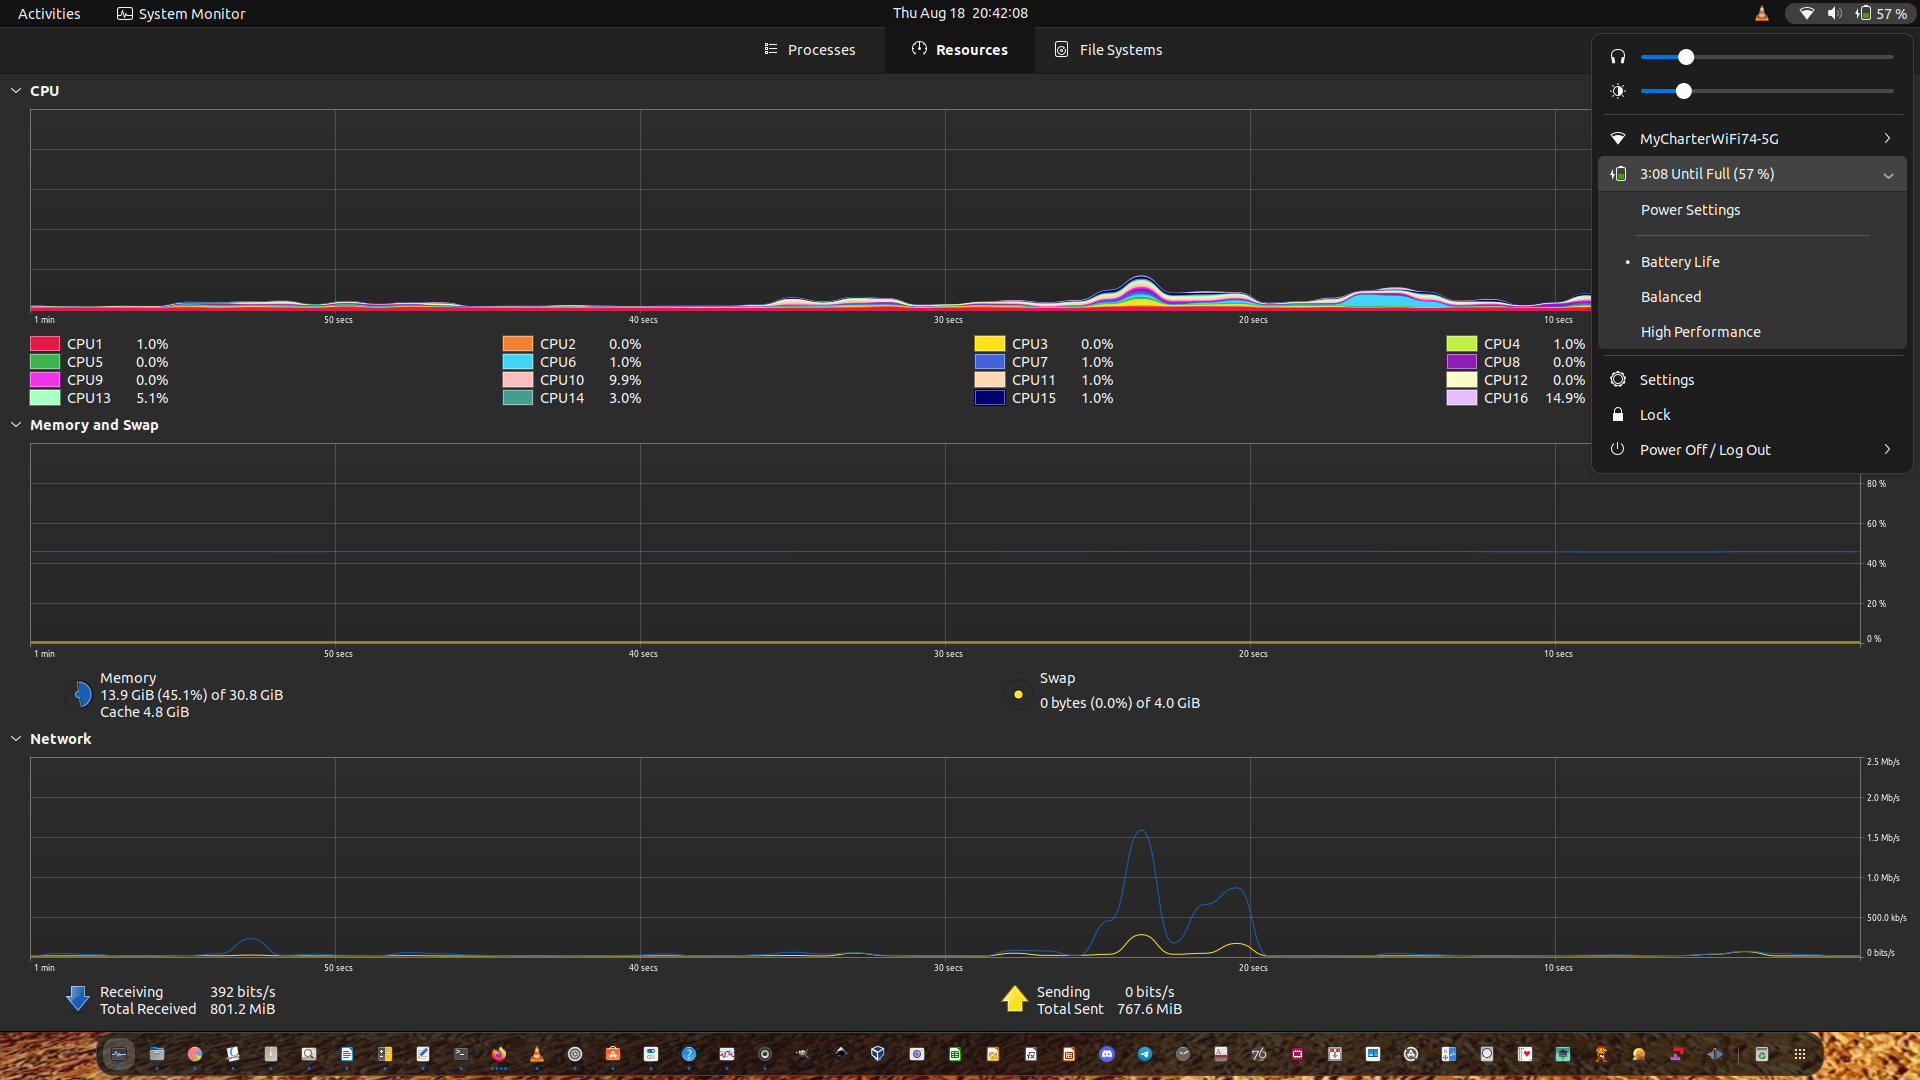 Activities
System Monitor
Thu Aug 18 20:42:08
57 %
Processes
Resources
File Systems
CPU
1 min
50 secs
40 secs
30 secs
20 secs
10 secs
CPU1 1.0%
CPU2 0.0%
CPU3 0.0%
CPU4 1.0%
CPU5 0.0%
CPU6 1.0%
CPU7 1.0%
CPU8 0.0%
CPU9 0.0%
CPU10 9.9%
CPU11 1.0%
CPU12 0.0%
CPU13 5.1%
CPU14 3.0%
CPU15 1.0%
CPU16 14.9%
MyCharterWiFi74-5G
3:08 Until Full (57 %)
Power Settings
Battery Life
Balanced
High Performance
Settings
Lock
Power Off / Log Out
Memory and Swap
80 %
60 %
40 %
20 %
0 %
1 min
50 secs
40 secs
30 secs
20 secs
10 secs
Memory
13.9 GiB (45.1%) of 30.8 GiB
Cache 4.8 GiB
Swap
0 bytes (0.0%) of 4.0 GiB
Network
2.5 Mb/s
2.0 Mb/s
1.5 Mb/s
1.0 Mb/s
500.0 kb/s
0 bits/s
1 min
50 secs
40 secs
30 secs
20 secs
10 secs
Receiving 392 bits/s
Total Received 801.2 MiB
Sending 0 bits/s
Total Sent 767.6 MiB